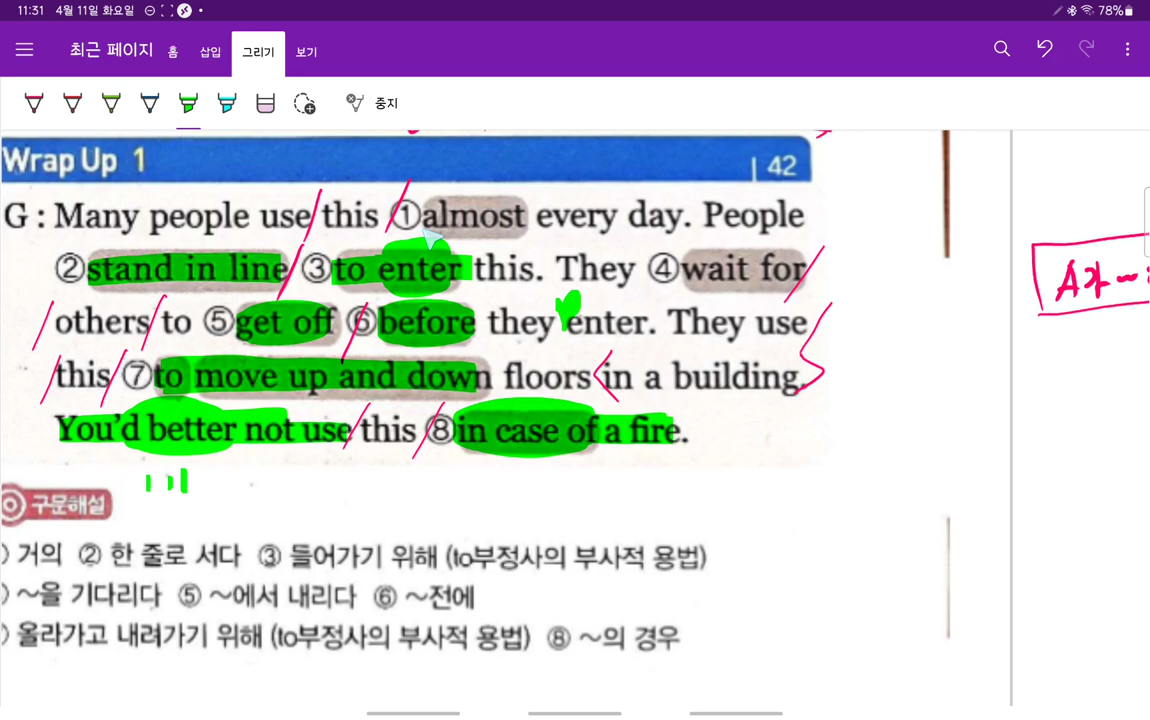 11:31 4월 11일 화요일 78%
최근 페이지 홈 삽입 그리기 보기
중지
Wrap Up 1 | 42
G : Many people use this ①almost every day. People
②stand in line ③to enter this. They ④wait for
others to ⑤get off ⑥before they enter. They use
this ⑦to move up and down floors in a building.
You'd better not use this ⑧in case of a fire.
구문해설
) 거의 ② 한 줄로 서다 ③ 들어가기 위해 (to부정사의 부사적 용법)
) ~을 기다리다 ⑤ ~에서 내리다 ⑥ ~전에
) 올라가고 내려가기 위해 (to부정사의 부사적 용법) ⑧ ~의 경우